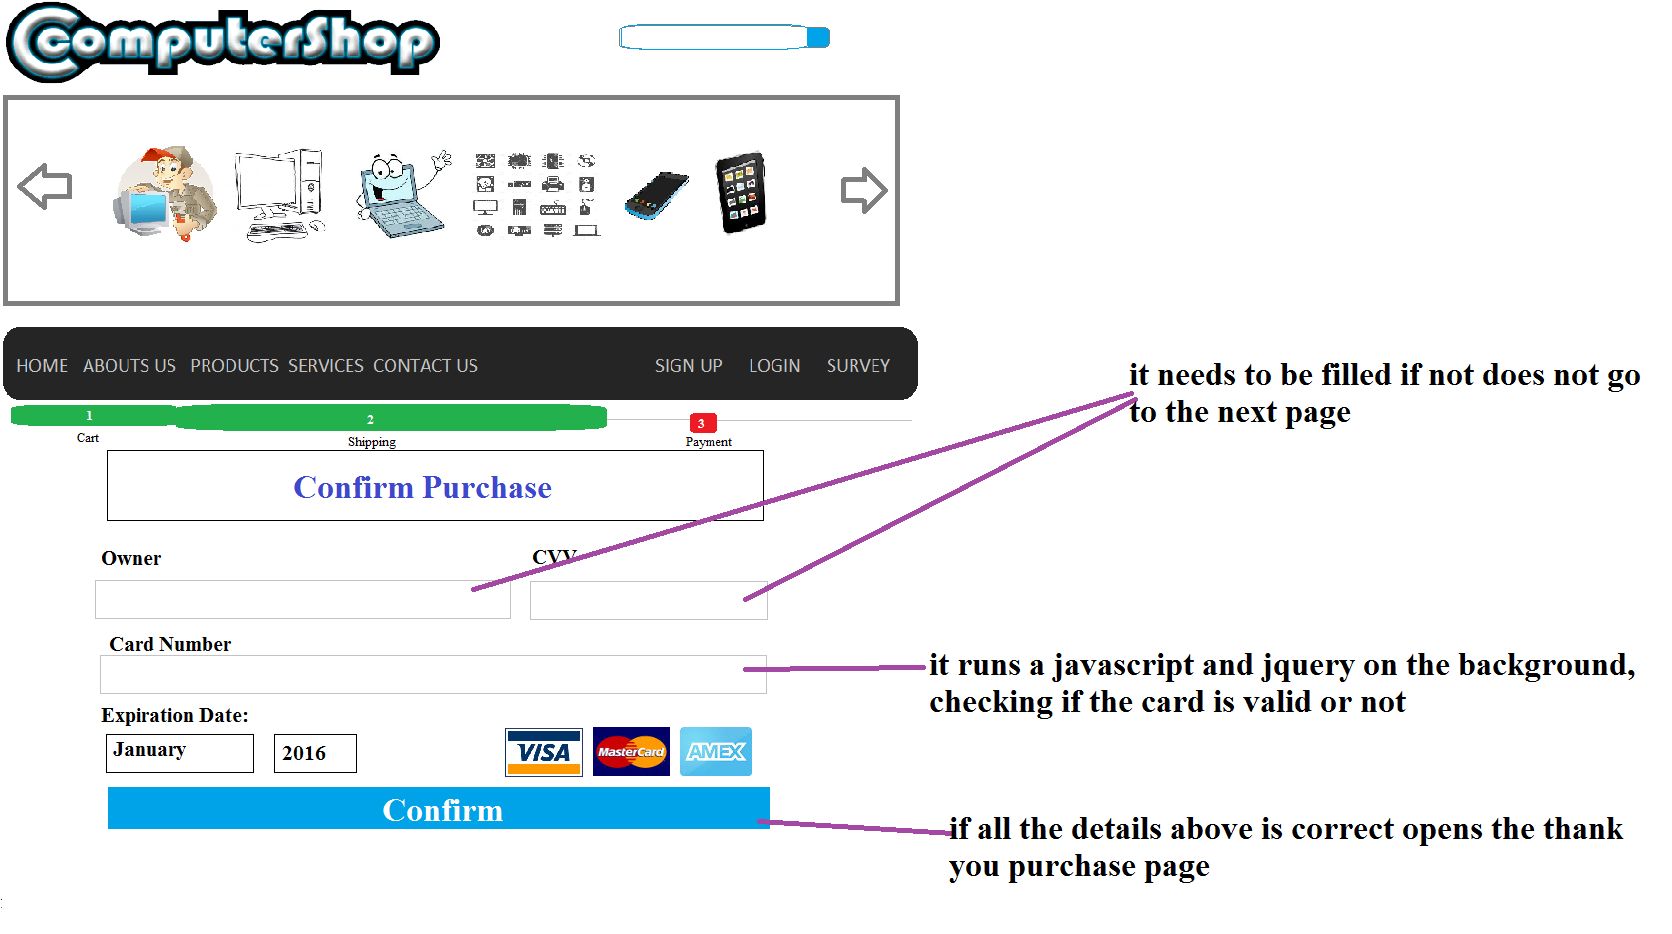 ComputerShop
HOME ABOUTS US PRODUCTS SERVICES CONTACT US SIGN UP LOGIN SURVEY
1 2 3
Cart Shipping Payment
Confirm Purchase
it needs to be filled if not does not go
to the next page
Owner CVV
Card Number
it runs a javascript and jquery on the background,
checking if the card is valid or not
Expiration Date:
January 2016 VISA MasterCard AMEX
Confirm
if all the details above is correct opens the thank
you purchase page
: